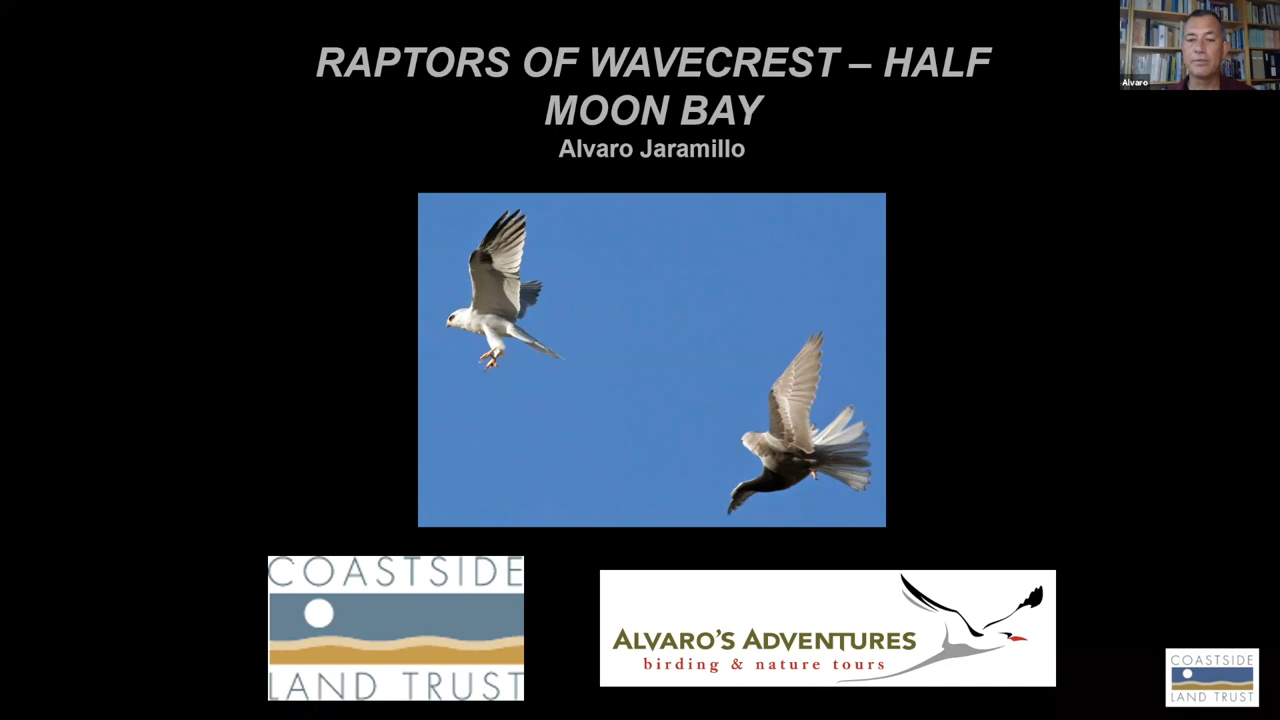 RAPTORS OF WAVECREST – HALF
MOON BAY
Alvaro Jaramillo
Alvaro
COASTSIDE
LAND TRUST
ALVARO'S ADVENTURES
birding & nature tours
COASTSIDE
LAND TRUST